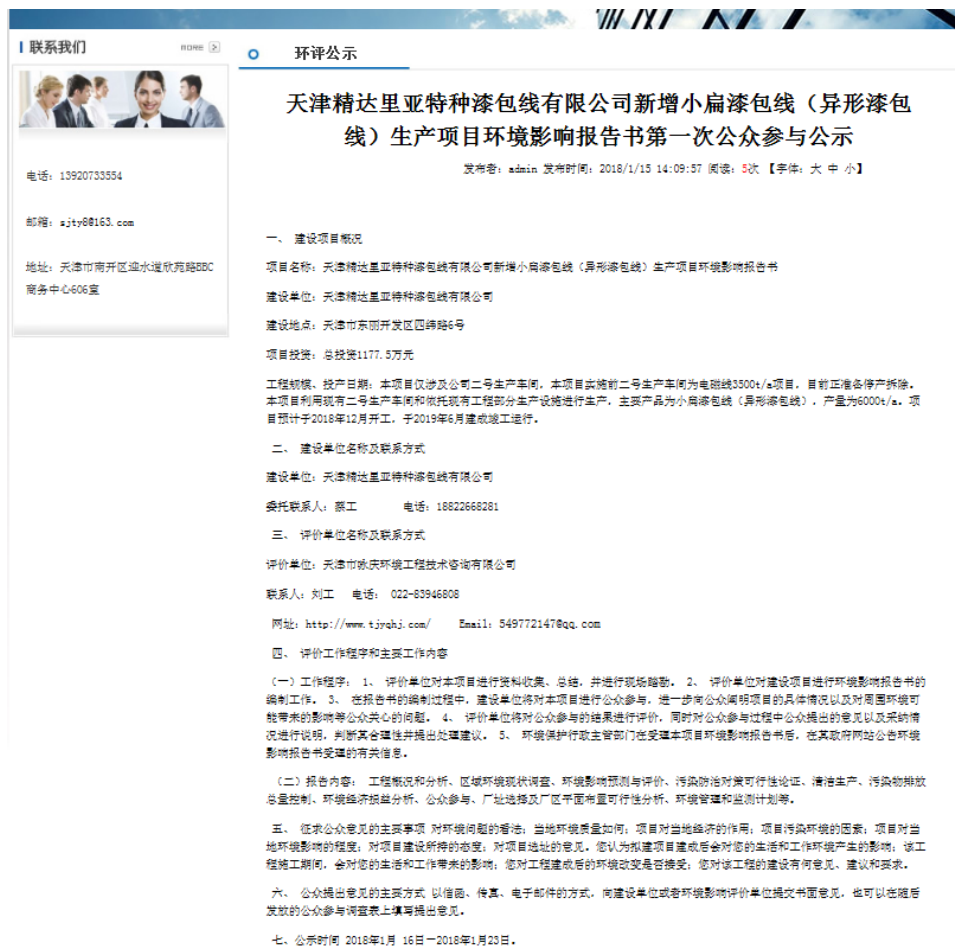 联系我们
MORE
电话：13920733554
邮箱：sjty8@163.com
地址：天津市南开区迎水道欣苑路BBC
商务中心606室
环评公示
天津精达里亚特种漆包线有限公司新增小扁漆包线（异形漆包
线）生产项目环境影响报告书第一次公众参与公示
发布者：admin 发布时间：2018/1/15 14:09:57 阅读：5次 【字体：大 中 小】
一、 建设项目概况
项目名称：天津精达里亚特种漆包线有限公司新增小扁漆包线（异形漆包线）生产项目环境影响报告书
建设单位：天津精达里亚特种漆包线有限公司
建设地点：天津市东丽开发区四纬路6号
项目投资：总投资1177.5万元
工程规模、投产日期：本项目仅涉及公司二号生产车间，本项目实施前二号生产车间为电磁线3500t/a项目，目前正准备停产拆除。
本项目利用现有二号生产车间和依托现有工程部分生产设施进行生产，主要产品为小扁漆包线（异形漆包线），产量为6000t/a。项
目预计于2018年12月开工，于2019年6月建成竣工运行。
二、 建设单位名称及联系方式
建设单位：天津精达里亚特种漆包线有限公司
委托联系人：蔡工 电话：18822668281
三、 评价单位名称及联系方式
评价单位：天津市咏庆环境工程技术咨询有限公司
联系人：刘工 电话： 022-83946808
网址：http://www.tjyqhj.com/ Email：549772147@qq.com
四、 评价工作程序和主要工作内容
（一）工作程序： 1、 评价单位对本项目进行资料收集、总结，并进行现场踏勘。 2、 评价单位对建设项目进行环境影响报告书的
编制工作。 3、 在报告书的编制过程中，建设单位将对本项目进行公众参与，进一步向公众阐明项目的具体情况以及对周围环境可
能带来的影响等公众关心的问题。 4、 评价单位将对公众参与的结果进行评价，同时对公众参与过程中公众提出的意见以及采纳情
况进行说明，判断其合理性并提出处理建议。 5、 环境保护行政主管部门在受理本项目环境影响报告书后，在其政府网站公告环境
影响报告书受理的有关信息。
（二）报告内容： 工程概况和分析、区域环境现状调查、环境影响预测与评价、污染防治对策可行性论证、清洁生产、污染物排放
总量控制、环境经济损益分析、公众参与、厂址选择及厂区平面布置可行性分析、环境管理和监测计划等。
五、 征求公众意见的主要事项 对环境问题的看法；当地环境质量如何；项目对当地经济的作用；项目污染环境的因素；项目对当
地环境影响的程度；对项目建设所持的态度；对项目选址的意见。您认为拟建项目建成后会对您的生活和工作环境产生的影响；该工
程施工期间，会对您的生活和工作带来的影响；您对工程建成后的环境改变是否接受；您对该工程的建设有何意见、建议和要求。
六、 公众提出意见的主要方式 以信函、传真、电子邮件的方式，向建设单位或者环境影响评价单位提交书面意见，也可以在随后
发放的公众参与调查表上填写提出意见。
七、公示时间 2018年1月 16日—2018年1月23日。